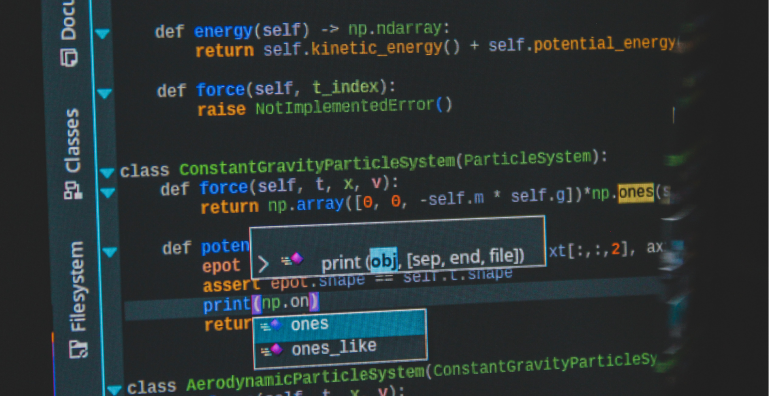 Docu
Classes
Filesystem
def energy(self) -> np.ndarray:
return self.kinetic_energy() + self.potential_energy
def force(self, t_index):
raise NotImplementedError()
class ConstantGravityParticleSystem(ParticleSystem):
def force(self, t, x, v):
return np.array([0, 0, -self.m * self.g])*np.ones(s
def poten
epot xt[:,:,2], ax
> print (obj, [sep, end, file])
assert epot.shape == self.t.shape
print(np.on)
retur
ones
ones_like
class AerodynamicParticleSystem(ConstantGravityParticleSy
def force(self, t, x, v):